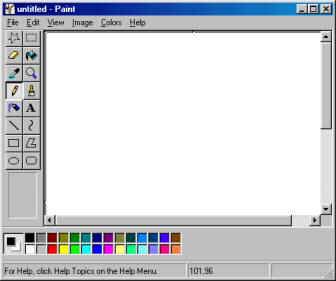 untitled - Paint
File Edit View Image Colors Help
A
For Help, click Help Topics on the Help Menu.
101,96